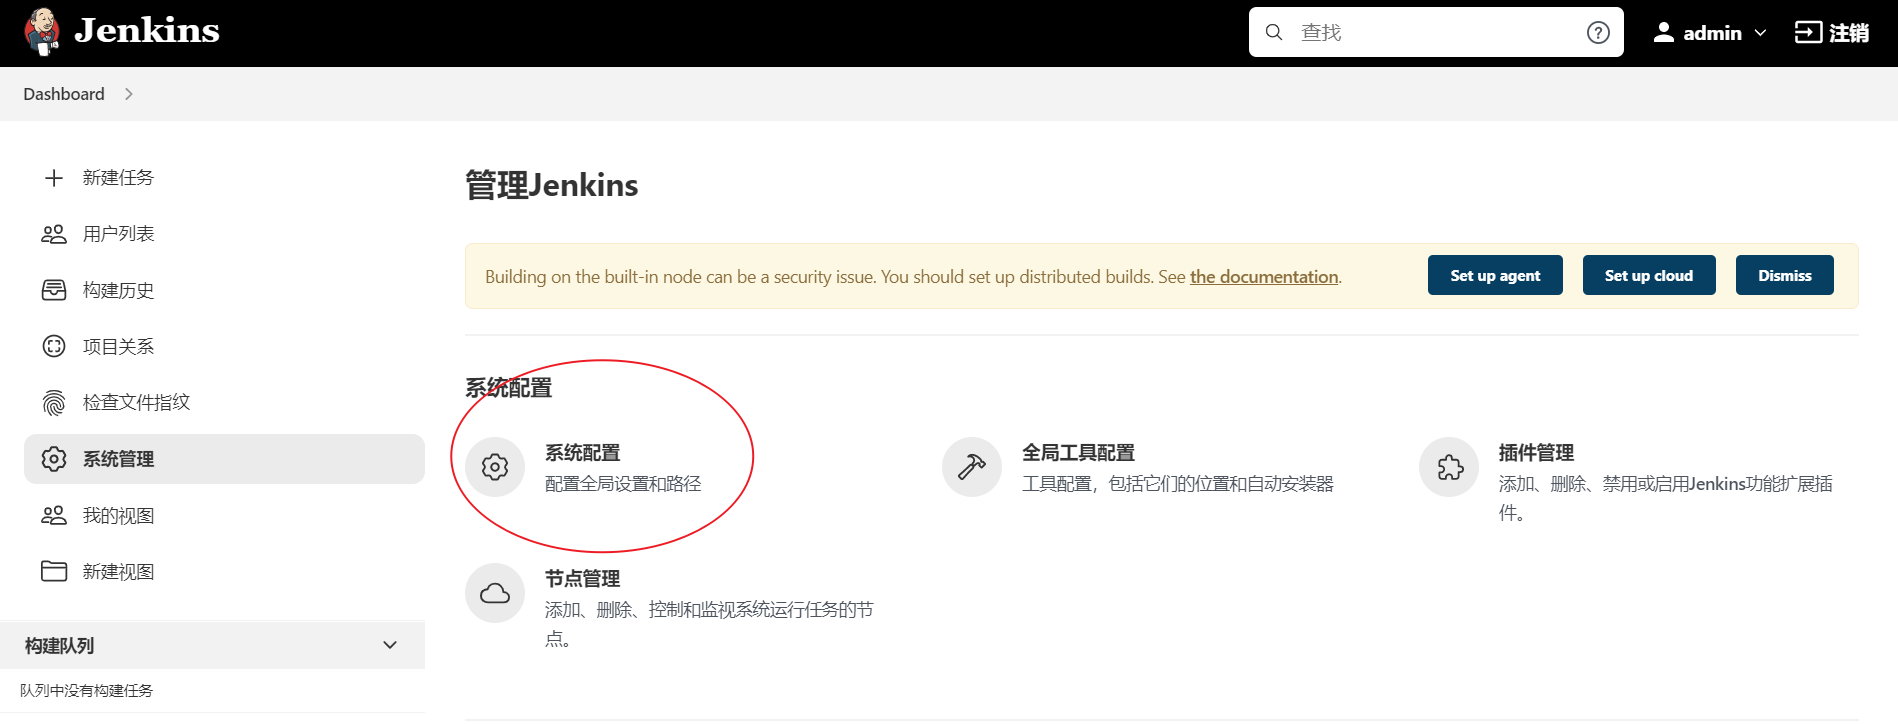 Jenkins
查找
admin
注销
Dashboard
新建任务
用户列表
构建历史
项目关系
检查文件指纹
系统管理
我的视图
新建视图
构建队列
队列中没有构建任务
管理Jenkins
Building on the built-in node can be a security issue. You should set up distributed builds. See the documentation.
Set up agent
Set up cloud
Dismiss
系统配置
系统配置
配置全局设置和路径
全局工具配置
工具配置，包括它们的位置和自动安装器
插件管理
添加、删除、禁用或启用Jenkins功能扩展插
件。
节点管理
添加、删除、控制和监视系统运行任务的节
点。